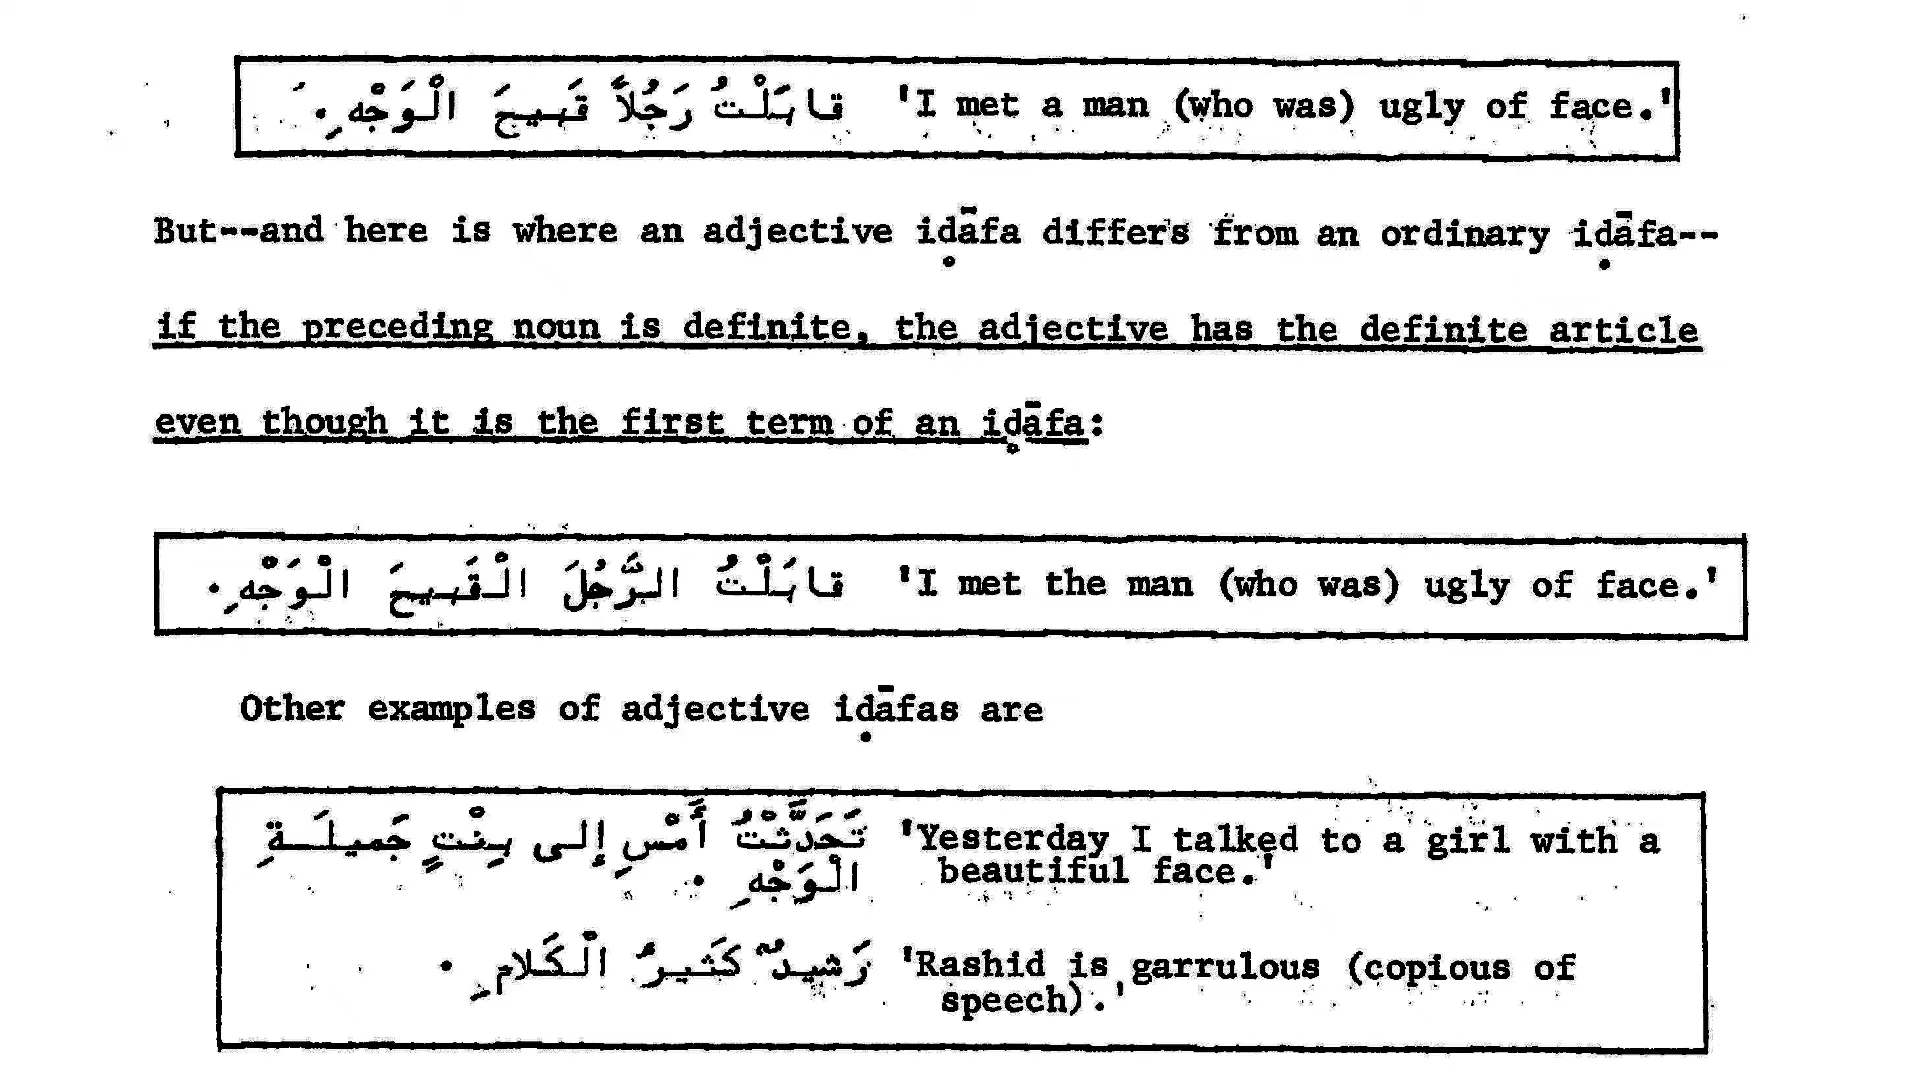 قابَلْتُ رَجُلاً قَبيحَ الْوَجْهِ. 'I met a man (who was) ugly of face.'
But--and here is where an adjective iḍāfa differs from an ordinary iḍāfa--
if the preceding noun is definite, the adjective has the definite article
even though it is the first term of an iḍāfa:
قابَلْتُ الرَّجُلَ الْقَبيحَ الْوَجْهِ. 'I met the man (who was) ugly of face.'
Other examples of adjective iḍāfas are
تَحَدَّثْتُ أَمْسِ إِلى بِنْتٍ جَميلَةِ 'Yesterday I talked to a girl with a
الْوَجْهِ. beautiful face.'
رَشيدٌ كَثيرُ الْكَلامِ. 'Rashid is garrulous (copious of
speech).'